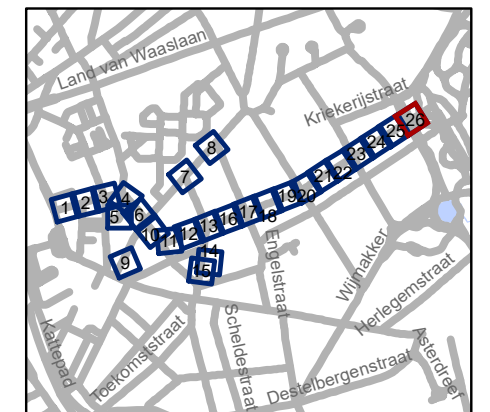 Land van Waaslaan
Kriekerijstraat
26
25
24
23
22
21
20
19
18
17
16
15
14
13
12
11
10
9
8
7
6
5
4
3
2
1
Engelstraat
Wijmakker
Herlegemstraat
Kattepad
Toekomststraat
Scheldestraat
Destelbergenstraat
Asterdreef